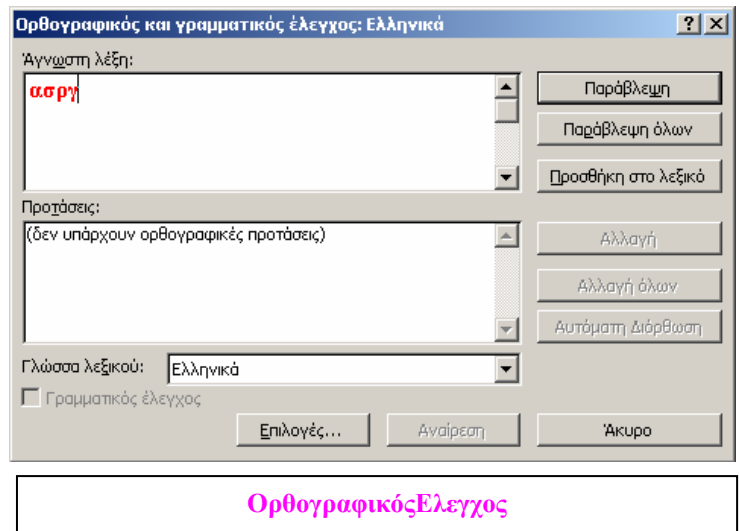 Ορθογραφικός και γραμματικός έλεγχος: Ελληνικά
Άγνωστη λέξη:
ασργ
Παράβλεψη
Παράβλεψη όλων
Προσθήκη στο λεξικό
Προτάσεις:
(δεν υπάρχουν ορθογραφικές προτάσεις)
Αλλαγή
Αλλαγή όλων
Αυτόματη Διόρθωση
Γλώσσα λεξικού: Ελληνικά
Γραμματικός έλεγχος
Επιλογές...
Αναίρεση
Άκυρο
ΟρθογραφικόςΕλεγχος